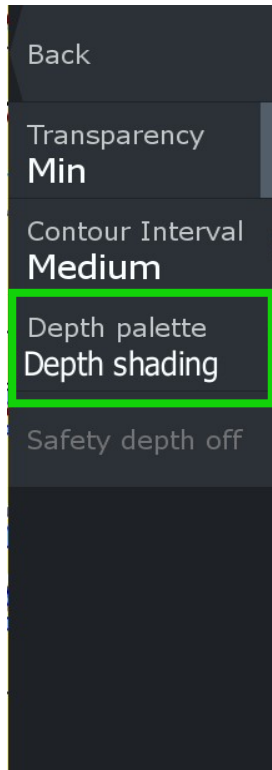 Back
Transparency
Min
Contour Interval
Medium
Depth palette
Depth shading
Safety depth off